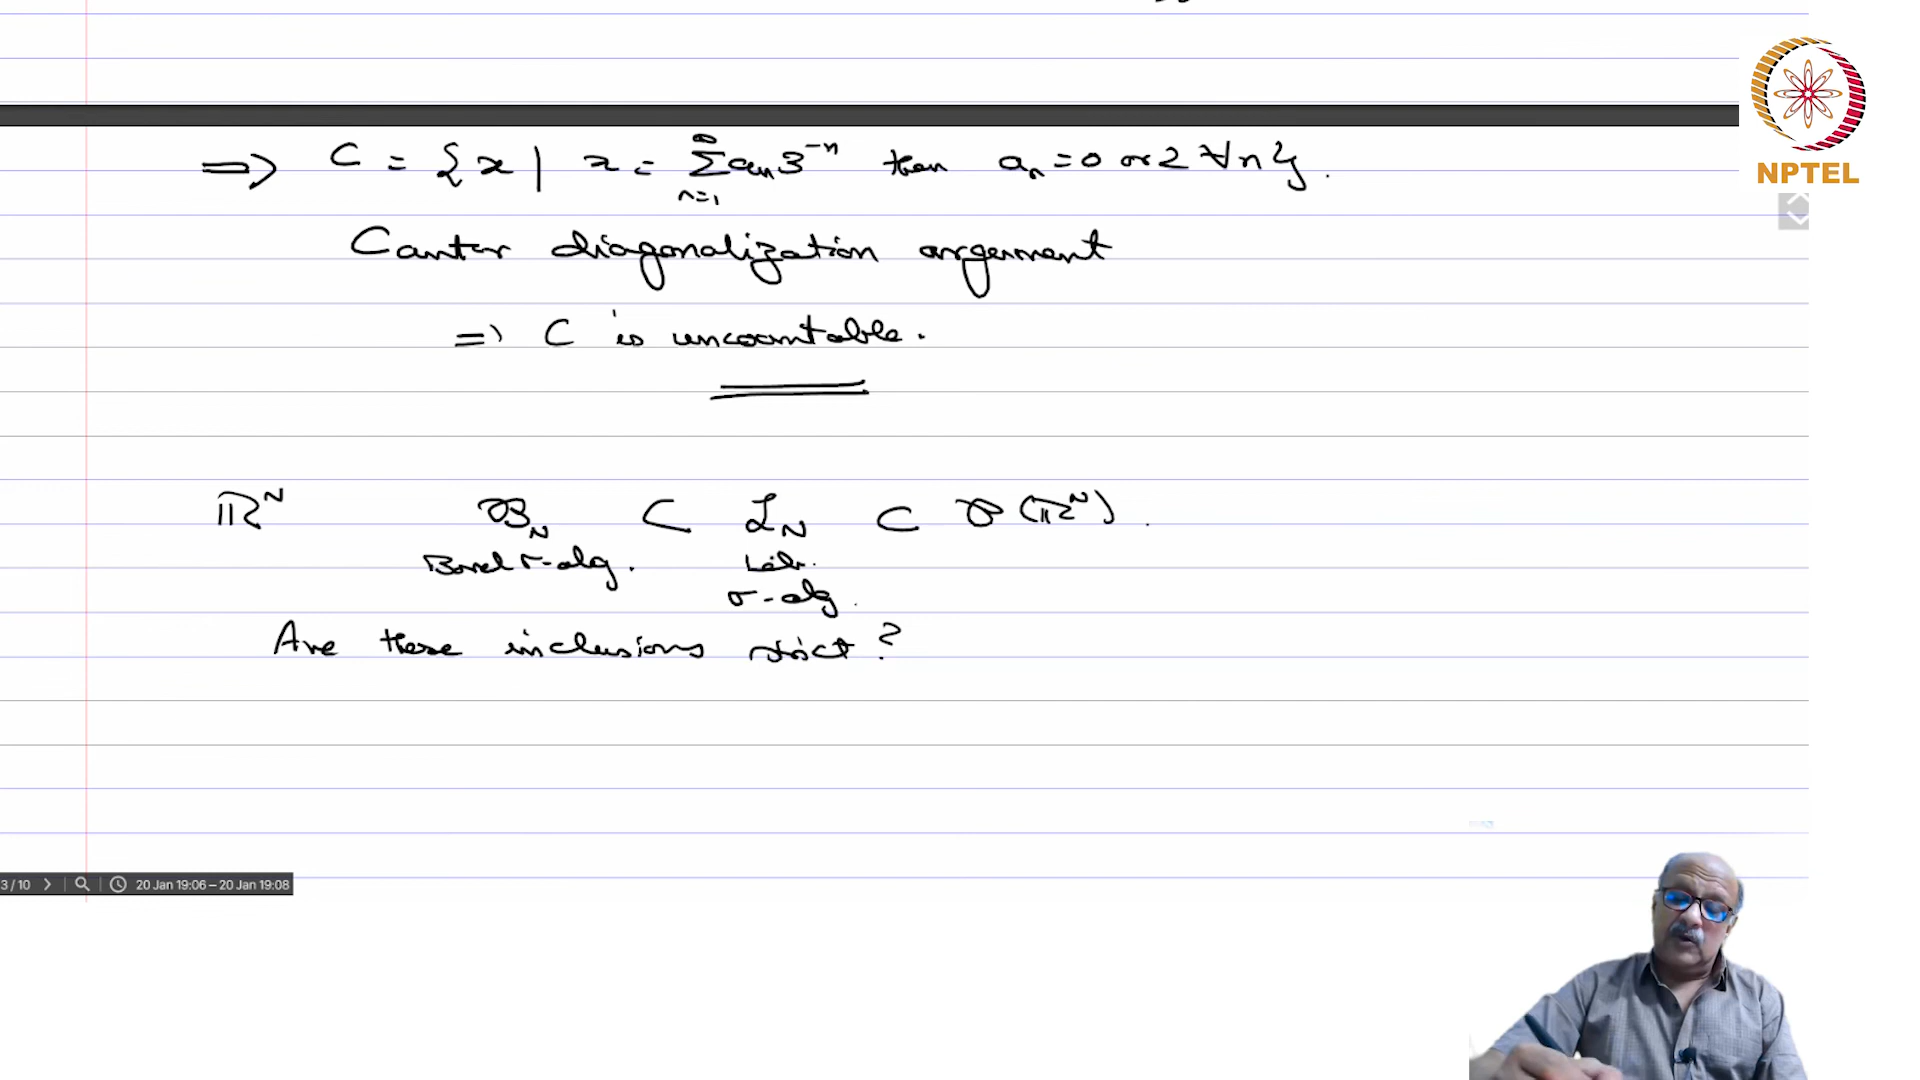 NPTEL
⇒ C = {x | x = ∑_{n=1}^{∞} a_n 3^{-n} then a_n = 0 or 2 ∀n}.
Cantor diagonalization argument
⇒ C is uncountable.
ℝ^N 𝓑_N ⊂ 𝓛_N ⊂ 𝒫(ℝ^N).
Borel σ-alg. Leb.
σ-alg.
Are these inclusions strict?
3 / 10 20 Jan 19:06 – 20 Jan 19:08